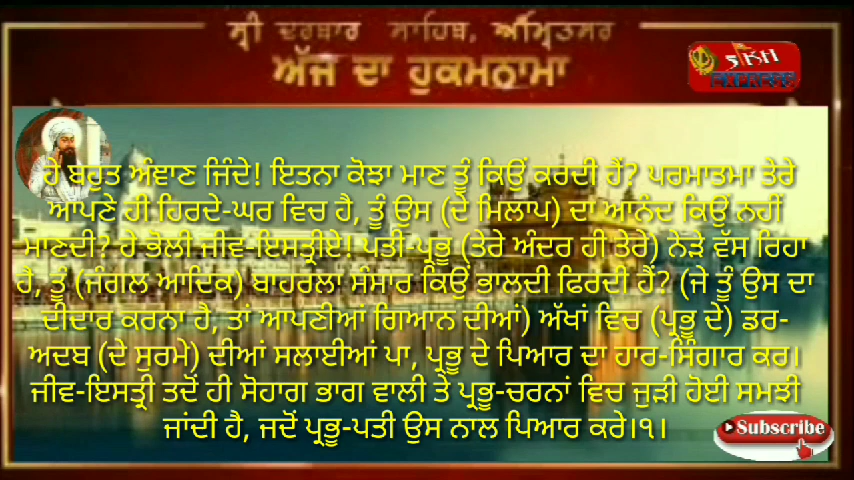 ਸ੍ਰੀ ਦਰਬਾਰ ਸਾਹਿਬ, ਅੰਮ੍ਰਿਤਸਰ
ਅੱਜ ਦਾ ਹੁਕਮਨਾਮਾ
SIKH
EXPRESS
ਹੇ ਬਹੁਤ ਅੰਞਾਣ ਜਿੰਦੇ! ਇਤਨਾ ਕੋਝਾ ਮਾਣ ਤੂੰ ਕਿਉਂ ਕਰਦੀ ਹੈਂ? ਪਰਮਾਤਮਾ ਤੇਰੇ
ਆਪਣੇ ਹੀ ਹਿਰਦੇ-ਘਰ ਵਿਚ ਹੈ, ਤੂੰ ਉਸ (ਦੇ ਮਿਲਾਪ) ਦਾ ਆਨੰਦ ਕਿਉਂ ਨਹੀਂ
ਮਾਣਦੀ? ਹੇ ਭੋਲੀ ਜੀਵ-ਇਸਤ੍ਰੀਏ! ਪਤੀ-ਪ੍ਰਭੂ (ਤੇਰੇ ਅੰਦਰ ਹੀ ਤੇਰੇ) ਨੇੜੇ ਵੱਸ ਰਿਹਾ
ਹੈ, ਤੂੰ (ਜੰਗਲ ਆਦਿਕ) ਬਾਹਰਲਾ ਸੰਸਾਰ ਕਿਉਂ ਭਾਲਦੀ ਫਿਰਦੀ ਹੈਂ? (ਜੇ ਤੂੰ ਉਸ ਦਾ
ਦੀਦਾਰ ਕਰਨਾ ਹੈ, ਤਾਂ ਆਪਣੀਆਂ ਗਿਆਨ ਦੀਆਂ) ਅੱਖਾਂ ਵਿਚ (ਪ੍ਰਭੂ ਦੇ) ਡਰ-
ਅਦਬ (ਦੇ ਸੁਰਮੇ) ਦੀਆਂ ਸਲਾਈਆਂ ਪਾ, ਪ੍ਰਭੂ ਦੇ ਪਿਆਰ ਦਾ ਹਾਰ-ਸਿੰਗਾਰ ਕਰ।
ਜੀਵ-ਇਸਤ੍ਰੀ ਤਦੋਂ ਹੀ ਸੋਹਾਗ ਭਾਗ ਵਾਲੀ ਤੇ ਪ੍ਰਭੂ-ਚਰਨਾਂ ਵਿਚ ਜੁੜੀ ਹੋਈ ਸਮਝੀ
ਜਾਂਦੀ ਹੈ, ਜਦੋਂ ਪ੍ਰਭੂ-ਪਤੀ ਉਸ ਨਾਲ ਪਿਆਰ ਕਰੇ।੧।
Subscribe